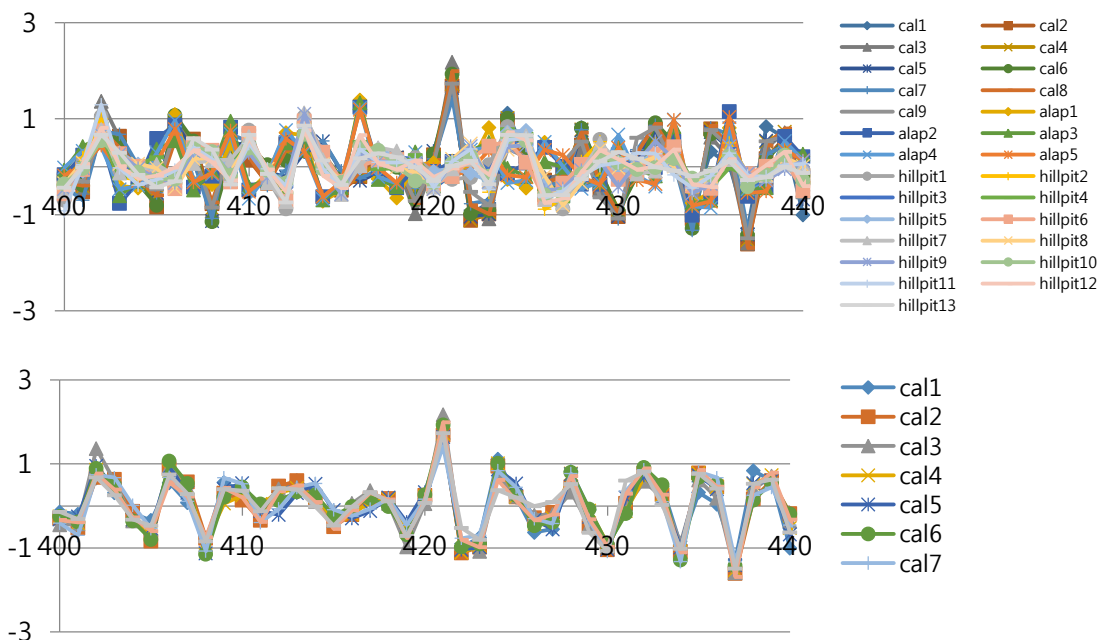 3
1
-1
-3
400 410 420 430 440
cal1 cal2
cal3 cal4
cal5 cal6
cal7 cal8
cal9 alap1
alap2 alap3
alap4 alap5
hillpit1 hillpit2
hillpit3 hillpit4
hillpit5 hillpit6
hillpit7 hillpit8
hillpit9 hillpit10
hillpit11 hillpit12
hillpit13
3
1
-1
-3
400 410 420 430 440
cal1
cal2
cal3
cal4
cal5
cal6
cal7